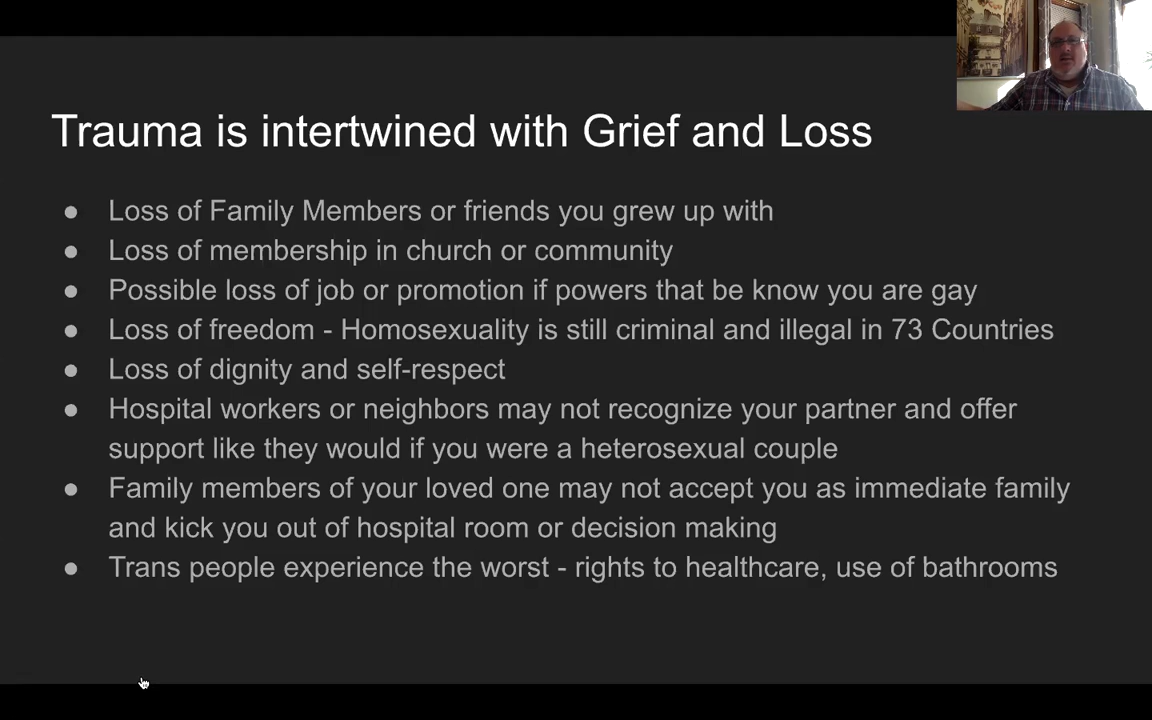 Trauma is intertwined with Grief and Loss
● Loss of Family Members or friends you grew up with
● Loss of membership in church or community
● Possible loss of job or promotion if powers that be know you are gay
● Loss of freedom - Homosexuality is still criminal and illegal in 73 Countries
● Loss of dignity and self-respect
● Hospital workers or neighbors may not recognize your partner and offer
support like they would if you were a heterosexual couple
● Family members of your loved one may not accept you as immediate family
and kick you out of hospital room or decision making
● Trans people experience the worst - rights to healthcare, use of bathrooms